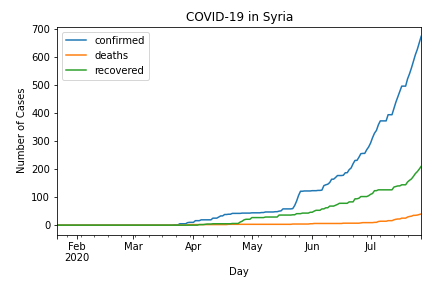 COVID-19 in Syria
700
600
500
400
300
200
100
0
Number of Cases
confirmed
deaths
recovered
Feb
2020
Mar
Apr
May
Jun
Jul
Day